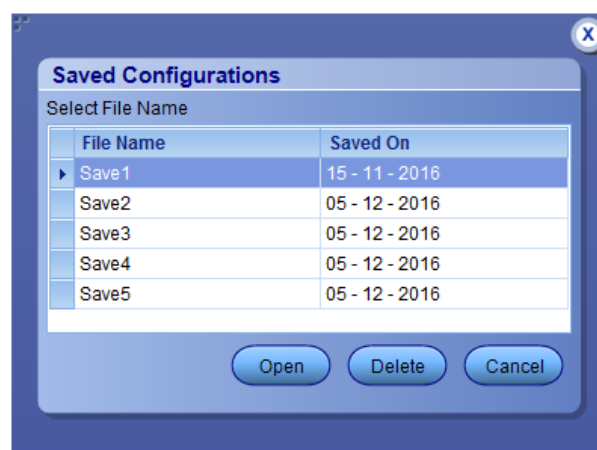 X
Saved Configurations
Select File Name
File Name Saved On
Save1 15 - 11 - 2016
Save2 05 - 12 - 2016
Save3 05 - 12 - 2016
Save4 05 - 12 - 2016
Save5 05 - 12 - 2016
Open Delete Cancel